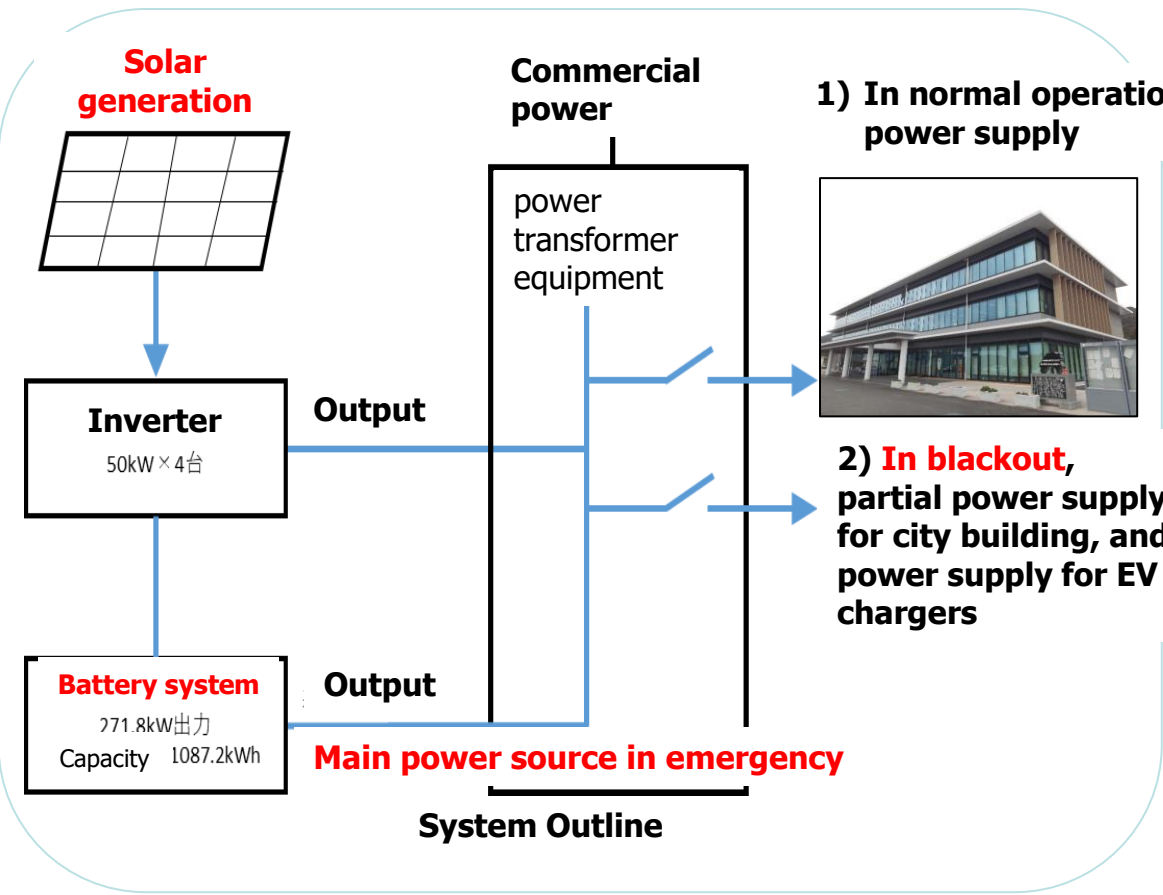 Solar
generation
Commercial
power
power
transformer
equipment
1) In normal operatio
power supply
Inverter
50kW×4台
Output
2) In blackout,
partial power supply
for city building, and
power supply for EV
chargers
Battery system
271.8kW出力
Capacity 1087.2kWh
Output
Main power source in emergency
System Outline